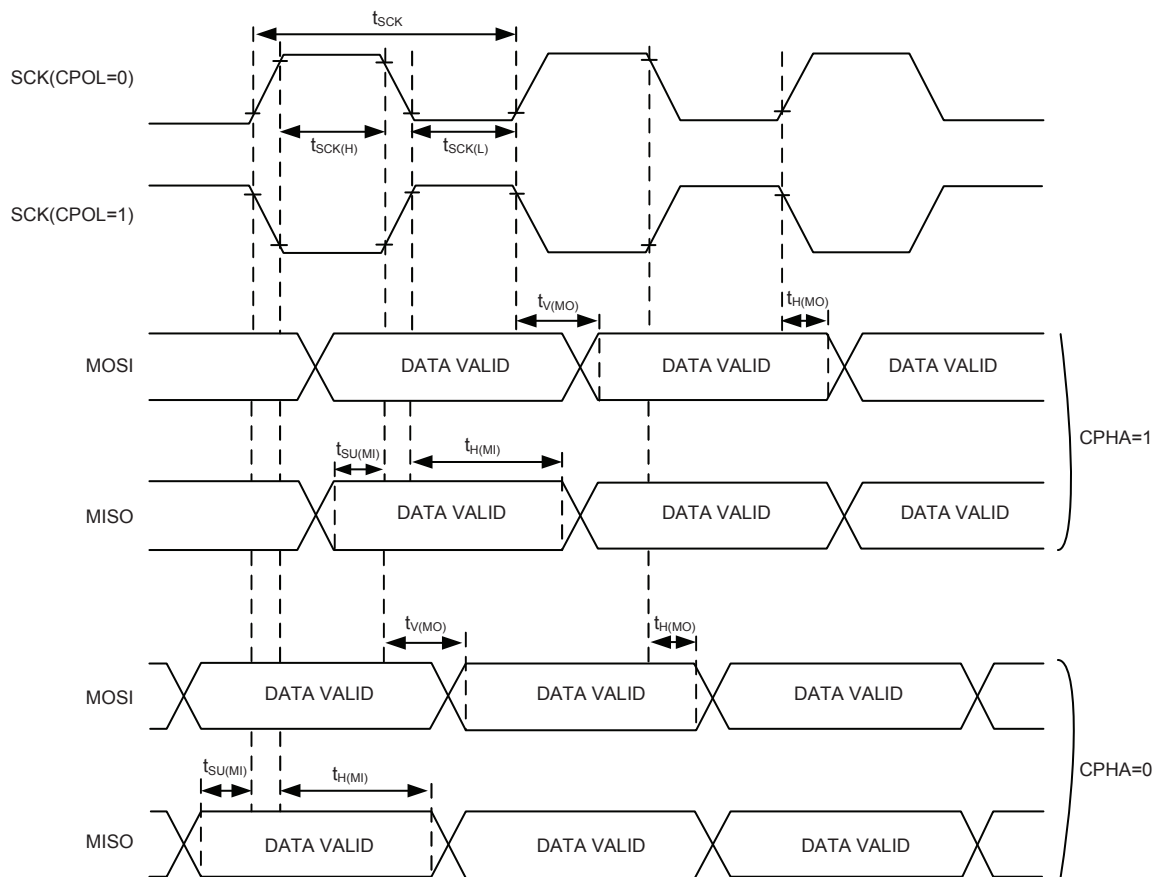 tSCK
SCK(CPOL=0)
tSCK(H)
tSCK(L)
SCK(CPOL=1)
tV(MO)
tH(MO)
MOSI
DATA VALID
DATA VALID
DATA VALID
CPHA=1
tSU(MI)
tH(MI)
MISO
DATA VALID
DATA VALID
DATA VALID
tV(MO)
tH(MO)
MOSI
DATA VALID
DATA VALID
DATA VALID
CPHA=0
tSU(MI)
tH(MI)
MISO
DATA VALID
DATA VALID
DATA VALID